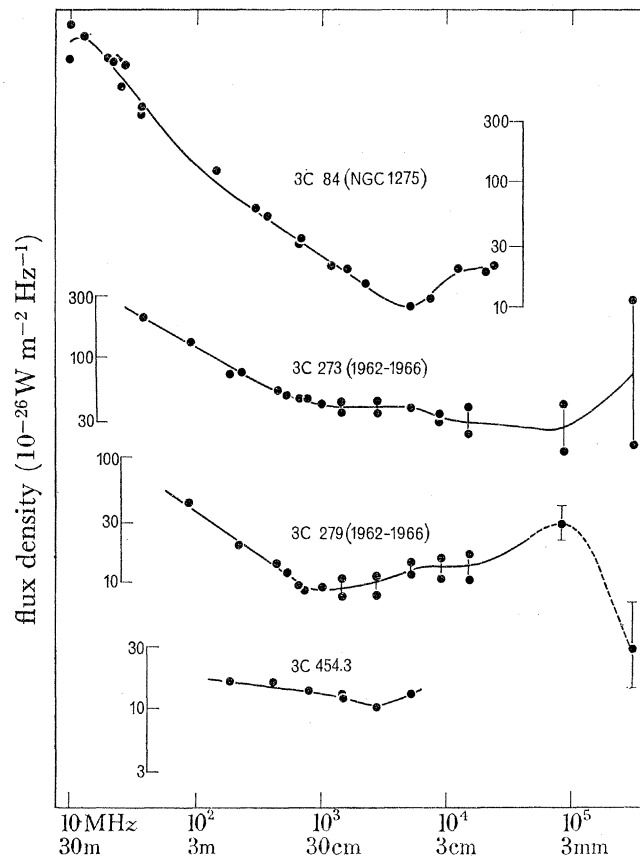 flux density (10⁻²⁶ W m⁻² Hz⁻¹)
3C 84 (NGC 1275)
300
100
30
10
3C 273 (1962-1966)
300
100
30
3C 279 (1962-1966)
100
30
10
3C 454.3
30
10
3
10 MHz 10² 10³ 10⁴ 10⁵
30m 3m 30cm 3cm 3mm